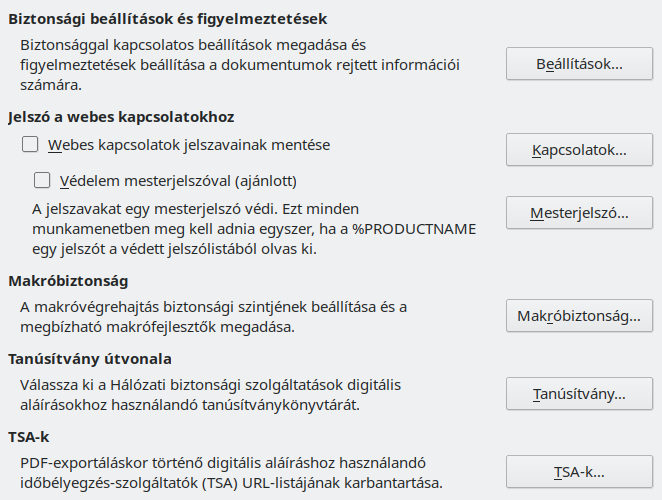 Biztonsági beállítások és figyelmeztetések
Biztonsággal kapcsolatos beállítások megadása és
figyelmeztetések beállítása a dokumentumok rejtett információi
számára.
Beállítások...
Jelszó a webes kapcsolatokhoz
Webes kapcsolatok jelszavainak mentése
Kapcsolatok...
Védelem mesterjelszóval (ajánlott)
A jelszavakat egy mesterjelszó védi. Ezt minden
munkamenetben meg kell adnia egyszer, ha a %PRODUCTNAME
egy jelszót a védett jelszólistából olvas ki.
Mesterjelszó...
Makróbiztonság
A makróvégrehajtás biztonsági szintjének beállítása és a
megbízható makrófejlesztők megadása.
Makróbiztonság...
Tanúsítvány útvonala
Válassza ki a Hálózati biztonsági szolgáltatások digitális
aláírásokhoz használandó tanúsítványkönyvtárát.
Tanúsítvány...
TSA-k
PDF-exportáláskor történő digitális aláíráshoz használandó
időbélyegzés-szolgáltatók (TSA) URL-listájának karbantartása.
TSA-k...